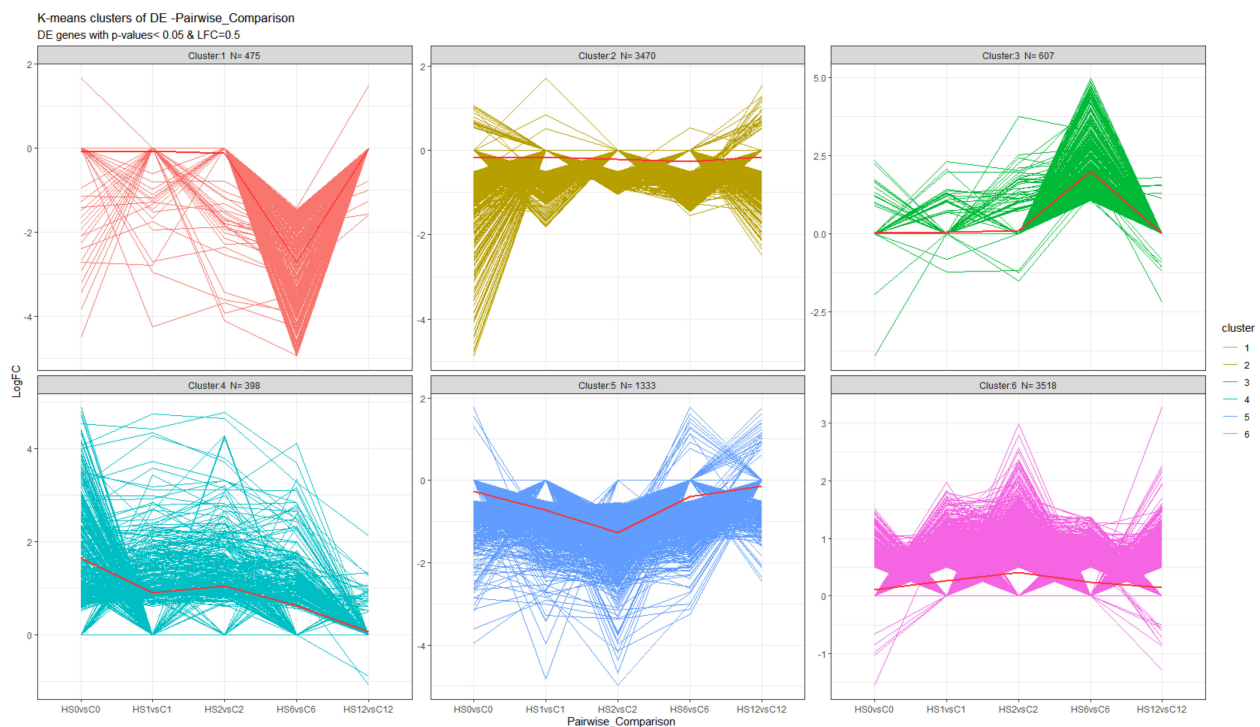 K-means clusters of DE -Pairwise_Comparison
DE genes with p-values< 0.05 & LFC=0.5
Cluster:1 N= 475
Cluster:2 N= 3470
Cluster:3 N= 607
2
0
-2
-4
2
0
-2
-4
5.0
2.5
0.0
-2.5
Cluster:4 N= 398
Cluster:5 N= 1333
Cluster:6 N= 3518
4
2
0
2
0
-2
-4
3
2
1
0
-1
LogFC
HS0vsC0 HS1vsC1 HS2vsC2 HS6vsC6 HS12vsC12
HS0vsC0 HS1vsC1 HS2vsC2 HS6vsC6 HS12vsC12
HS0vsC0 HS1vsC1 HS2vsC2 HS6vsC6 HS12vsC12
Pairwise_Comparison
cluster
1
2
3
4
5
6